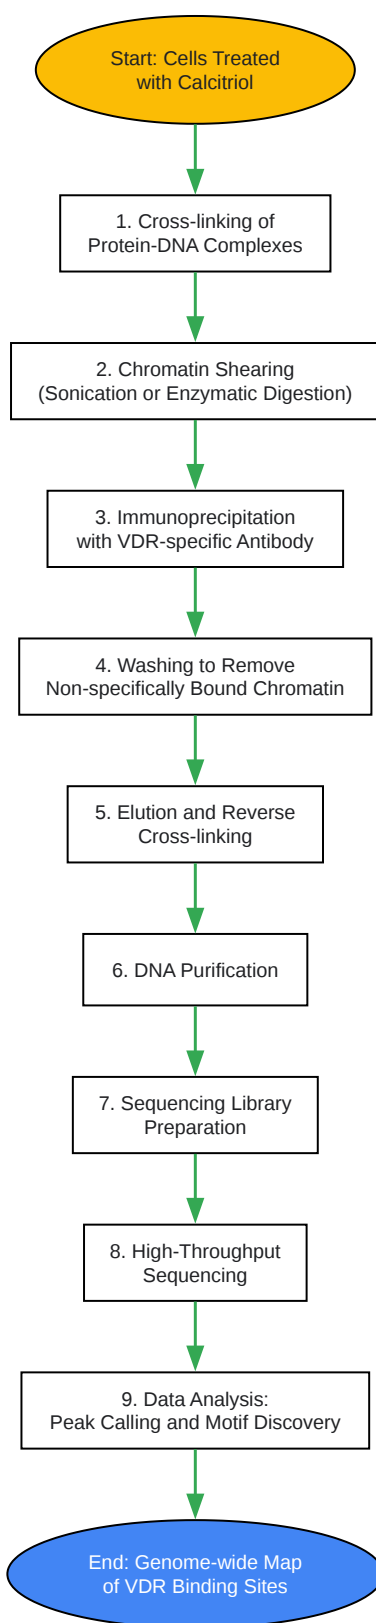 Start: Cells Treated
with Calcitriol
1. Cross-linking of
Protein-DNA Complexes
2. Chromatin Shearing
(Sonication or Enzymatic Digestion)
3. Immunoprecipitation
with VDR-specific Antibody
4. Washing to Remove
Non-specifically Bound Chromatin
5. Elution and Reverse
Cross-linking
6. DNA Purification
7. Sequencing Library
Preparation
8. High-Throughput
Sequencing
9. Data Analysis:
Peak Calling and Motif Discovery
End: Genome-wide Map
of VDR Binding Sites